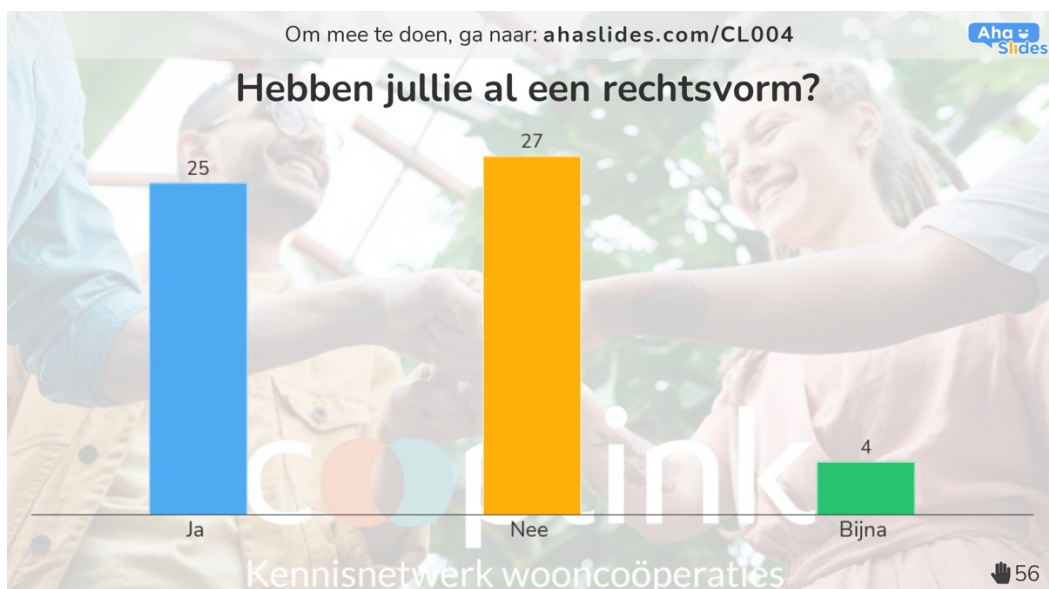 Om mee te doen, ga naar: ahaslides.com/CL004
Aha
Slides
Hebben jullie al een rechtsvorm?
27
25
4
Ja
Nee
Bijna
cooplink
Kennisnetwerk wooncoöperaties
56